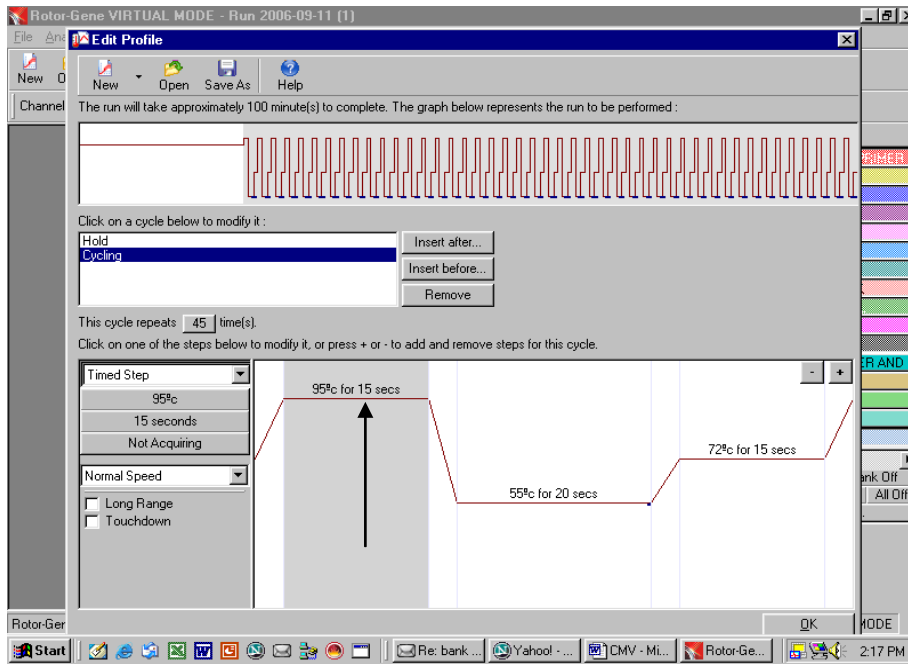 Rotor-Gene VIRTUAL MODE - Run 2006-09-11 (1)
File
Edit Profile
New
New
Open
Save As
Help
Channel
The run will take approximately 100 minute(s) to complete. The graph below represents the run to be performed :
Click on a cycle below to modify it :
Hold
Cycling
Insert after...
Insert before...
Remove
This cycle repeats 45 time(s).
Click on one of the steps below to modify it, or press + or - to add and remove steps for this cycle.
Timed Step
95ºc
15 seconds
Not Acquiring
Normal Speed
Long Range
Touchdown
95ºc for 15 secs
55ºc for 20 secs
72ºc for 15 secs
- +
ER AND
ank Off
All Off
OK
Rotor-Ger
MODE
Start
Re: bank ...
Yahoo! - ...
CMV - Mi...
Rotor-Ge...
2:17 PM